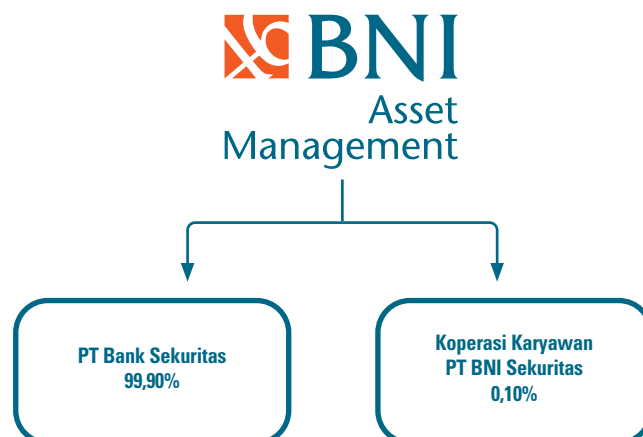 BNI
Asset
Management
PT Bank Sekuritas
99,90%
Koperasi Karyawan
PT BNI Sekuritas
0,10%